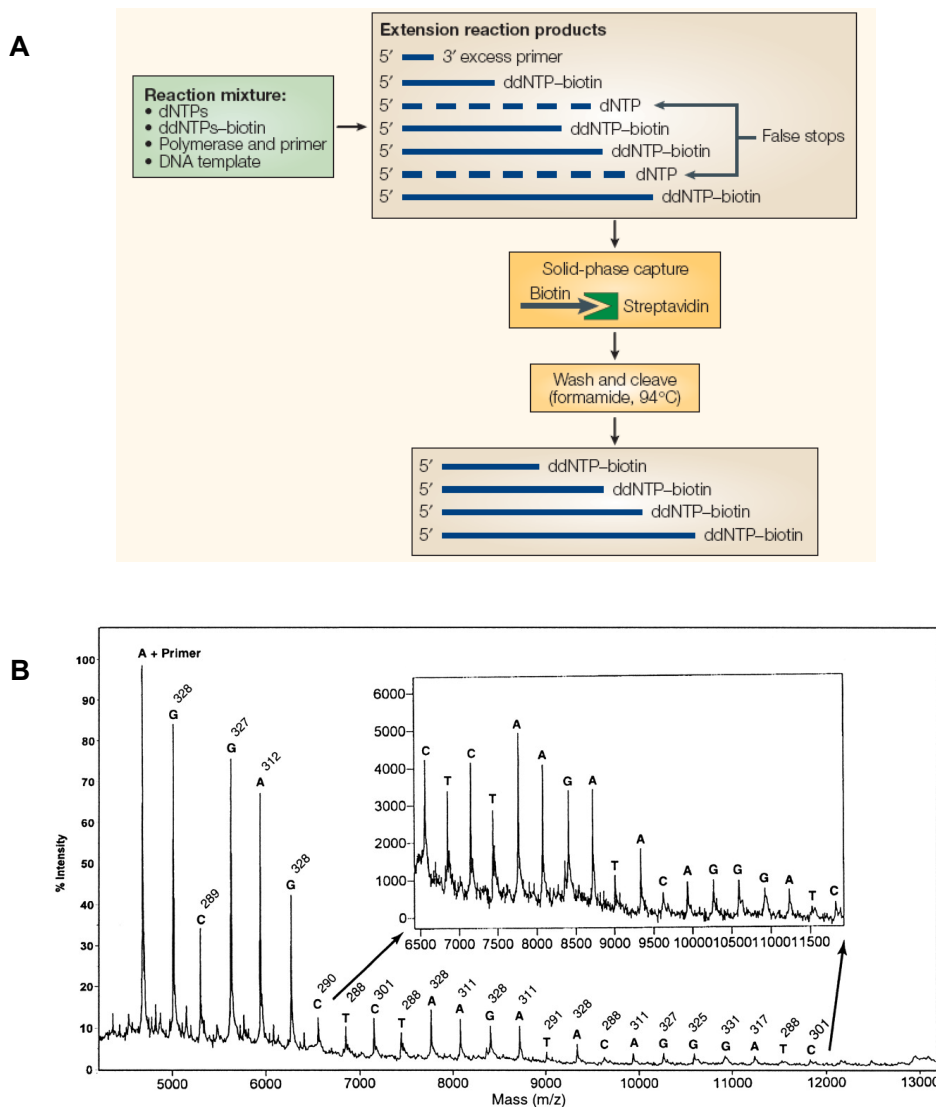 A
Extension reaction products
5′ 3′ excess primer
5′ ddNTP–biotin
5′ dNTP
5′ ddNTP–biotin
5′ ddNTP–biotin
5′ dNTP
5′ ddNTP–biotin
False stops
Reaction mixture:
• dNTPs
• ddNTPs–biotin
• Polymerase and primer
• DNA template
Solid-phase capture
Biotin
Streptavidin
Wash and cleave
(formamide, 94°C)
5′ ddNTP–biotin
5′ ddNTP–biotin
5′ ddNTP–biotin
5′ ddNTP–biotin
B
% Intensity
100
90
80
70
60
50
40
30
20
10
0
A + Primer
G 328
C 289
G 327
A 312
G 328
C 290
T 288
C 301
T 288
A 328
A 311
G 328
A 311
T 291
A 328
C 288
A 311
G 327
G 325
G 331
A 317
T 288
C 301
5000 6000 7000 8000 9000 10000 11000 12000 13000
Mass (m/z)
6000
5000
4000
3000
2000
1000
0
C T C T A A G A T A C A G G G A T C
6500 7000 7500 8000 8500 9000 9500 10000 10500 11000 11500